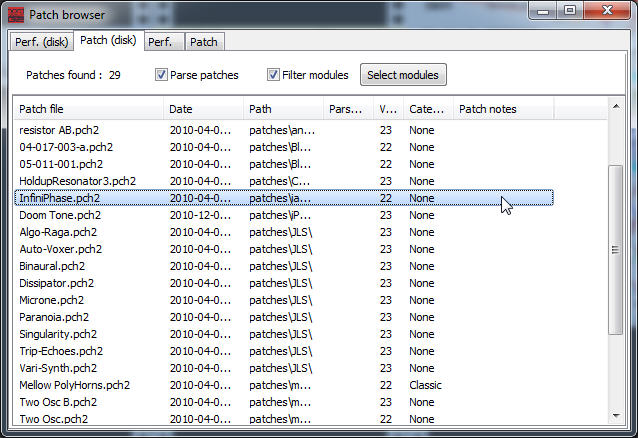 Patch browser
Perf. (disk) Patch (disk) Perf. Patch
Patches found : 29 Parse patches Filter modules Select modules
Patch file Date Path Pars... V... Cate... Patch notes
resistor AB.pch2 2010-04-0... patches\an... 23 None
04-017-003-a.pch2 2010-04-0... patches\Bl... 22 None
05-011-001.pch2 2010-04-0... patches\Bl... 22 None
HoldupResonator3.pch2 2010-04-0... patches\C... 23 None
InfiniPhase.pch2 2010-04-0... patches\ja... 22 None
Doom Tone.pch2 2010-12-0... patches\iP... 23 None
Algo-Raga.pch2 2010-04-0... patches\JLS\ 23 None
Auto-Voxer.pch2 2010-04-0... patches\JLS\ 23 None
Binaural.pch2 2010-04-0... patches\JLS\ 23 None
Dissipator.pch2 2010-04-0... patches\JLS\ 23 None
Microne.pch2 2010-04-0... patches\JLS\ 23 None
Paranoia.pch2 2010-04-0... patches\JLS\ 23 None
Singularity.pch2 2010-04-0... patches\JLS\ 23 None
Trip-Echoes.pch2 2010-04-0... patches\JLS\ 23 None
Vari-Synth.pch2 2010-04-0... patches\JLS\ 23 None
Mellow PolyHorns.pch2 2010-04-0... patches\m... 22 Classic
Two Osc B.pch2 2010-04-0... patches\m... 23 None
Two Osc.pch2 2010-04-0... patches\m... 22 None